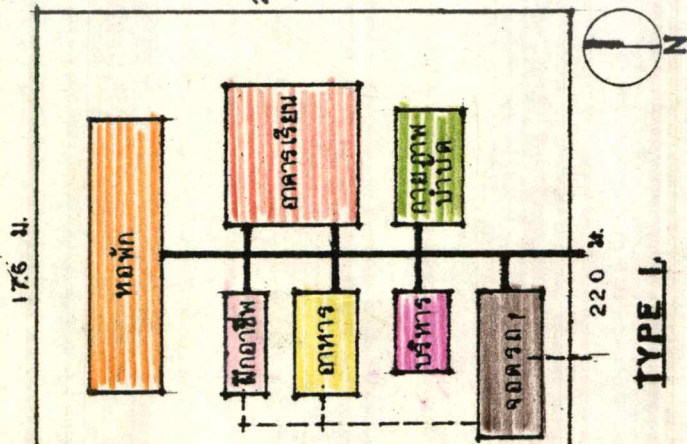 17.6 ม.
N
หอพัก
อาคารเรียน
กายภาพ
บำบัด
ฝึกอาชีพ
อาหาร
บริหาร
จอดรถ
220 ม.
TYPE 1.